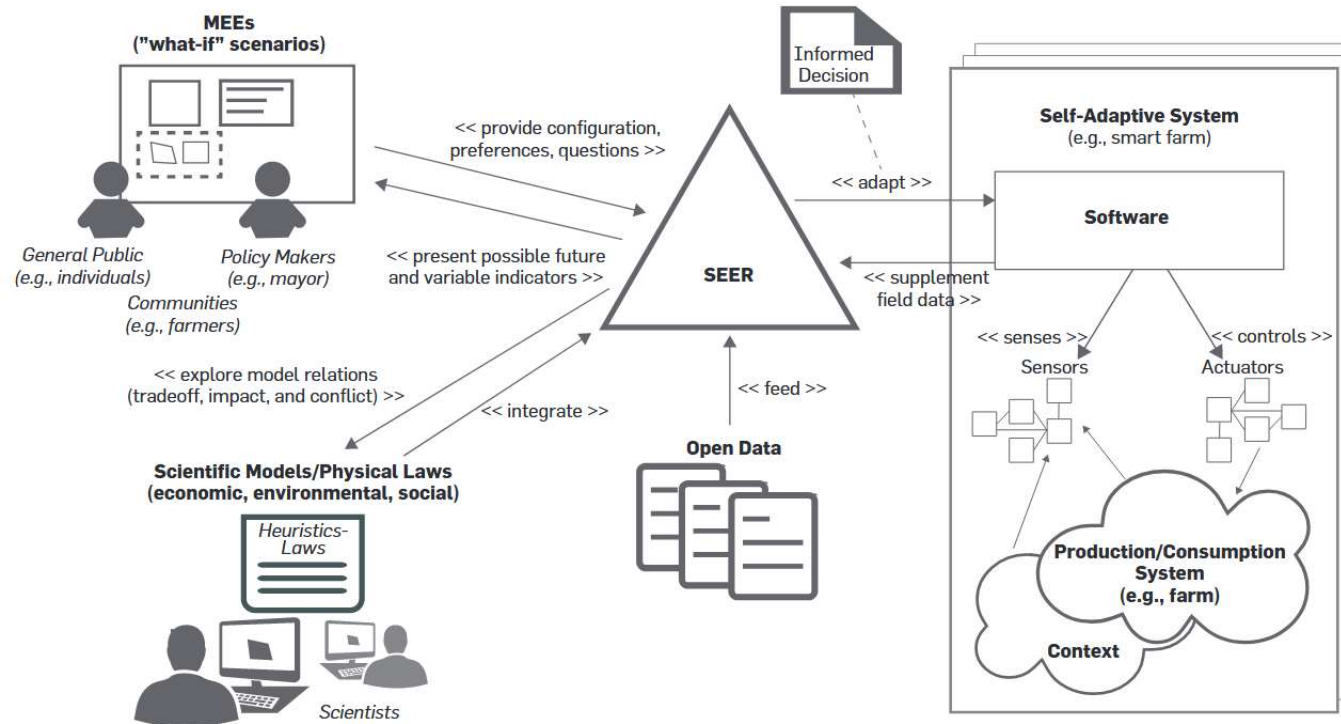 MEEs
("what-if" scenarios)
General Public
(e.g., individuals)
Policy Makers
(e.g., mayor)
Communities
(e.g., farmers)
<< provide configuration,
preferences, questions >>
<< present possible future
and variable indicators >>
Informed
Decision
<< adapt >>
SEER
<< supplement
field data >>
<< explore model relations
(tradeoff, impact, and conflict) >>
<< integrate >>
<< feed >>
Open Data
Scientific Models/Physical Laws
(economic, environmental, social)
Heuristics-
Laws
Scientists
Self-Adaptive System
(e.g., smart farm)
Software
<< senses >>
<< controls >>
Sensors
Actuators
Production/Consumption
System
(e.g., farm)
Context